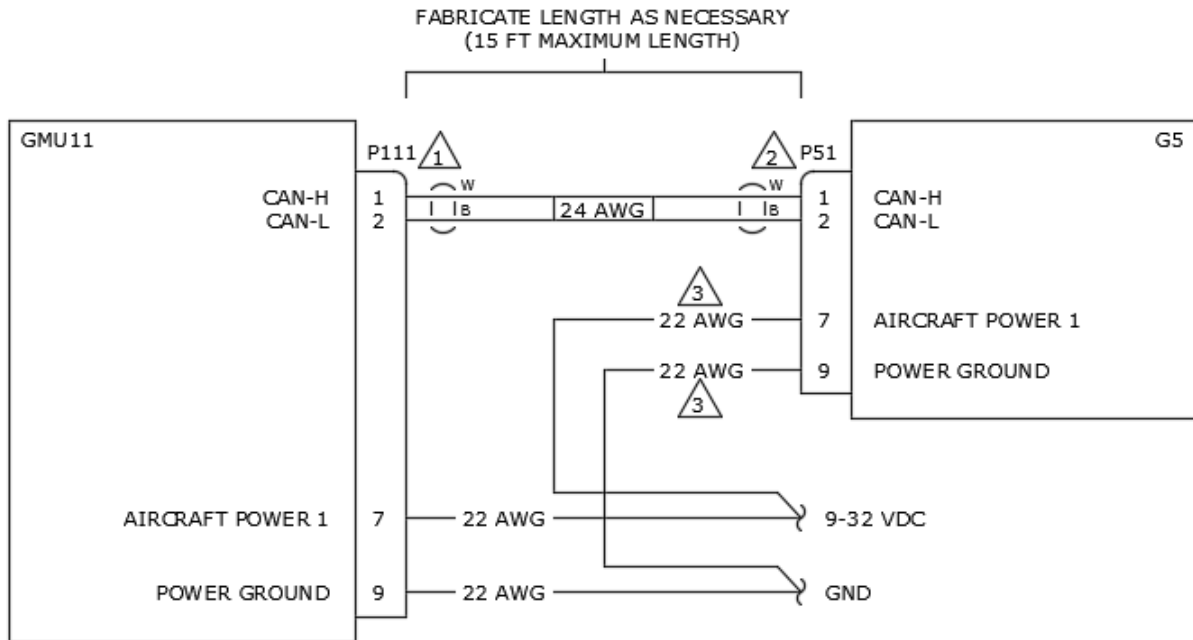 FABRICATE LENGTH AS NECESSARY
(15 FT MAXIMUM LENGTH)
GMU11
G5
P111
1
2
P51
W
W
CAN-H
1
1
CAN-H
B
24 AWG
B
CAN-L
2
2
CAN-L
3
22 AWG
7
AIRCRAFT POWER 1
22 AWG
9
POWER GROUND
3
AIRCRAFT POWER 1
7
22 AWG
9-32 VDC
POWER GROUND
9
22 AWG
GND